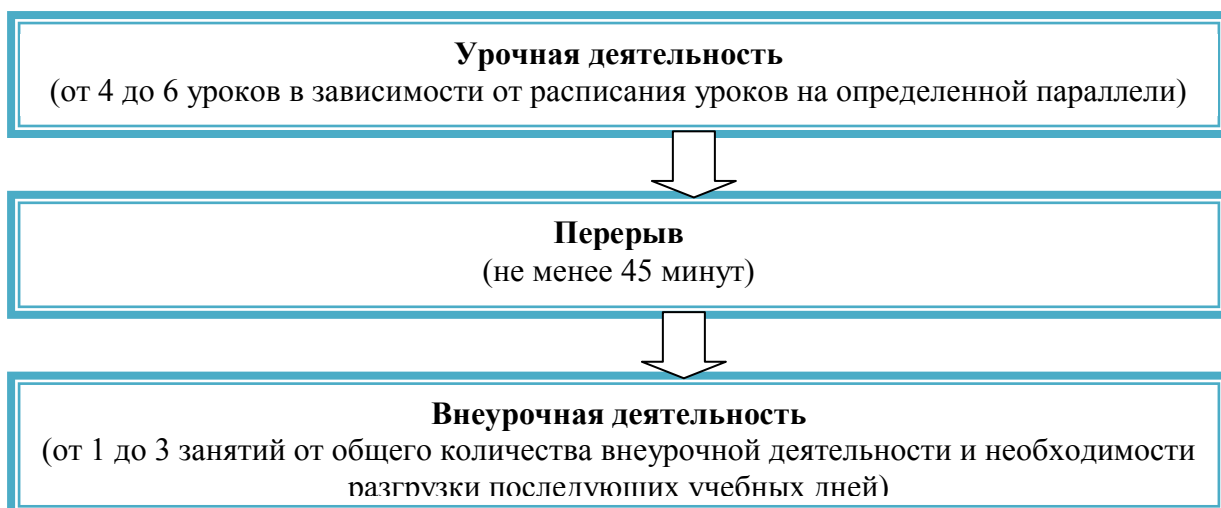 Урочная деятельность
(от 4 до 6 уроков в зависимости от расписания уроков на определенной параллели)
Перерыв
(не менее 45 минут)
Внеурочная деятельность
(от 1 до 3 занятий от общего количества внеурочной деятельности и необходимости
разгрузки последующих учебных дней)